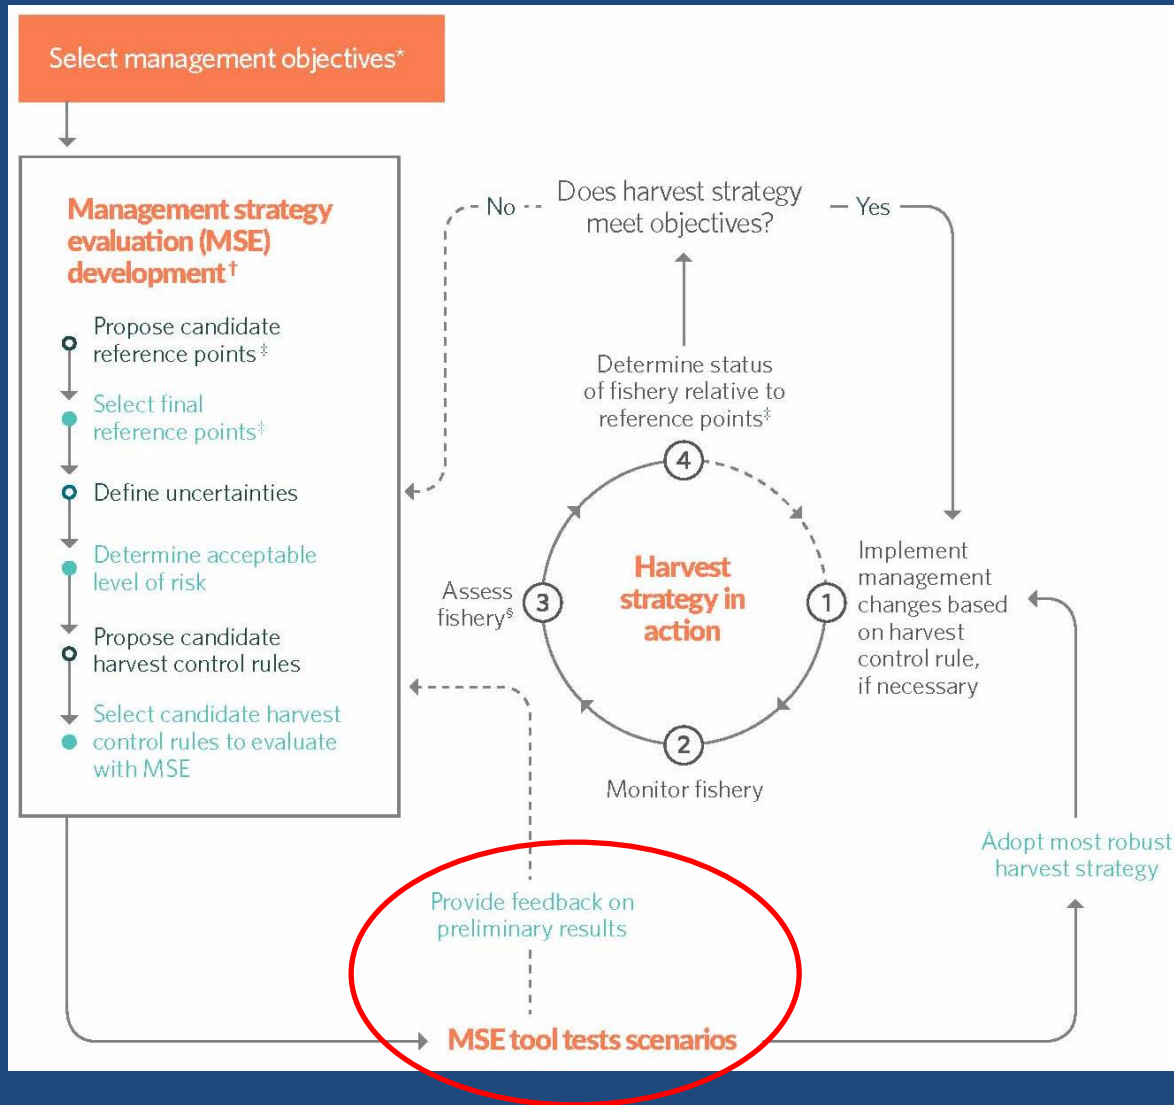 Select management objectives*
Management strategy
evaluation (MSE)
development†
Propose candidate
reference points‡
Select final
reference points‡
Define uncertainties
Determine acceptable
level of risk
Propose candidate
harvest control rules
Select candidate harvest
control rules to evaluate
with MSE
No
Does harvest strategy
meet objectives?
Yes
Determine status
of fishery relative to
reference points‡
4
Harvest
strategy in
action
Assess
fishery§
3
1
Implement
management
changes based
on harvest
control rule,
if necessary
2
Monitor fishery
Provide feedback on
preliminary results
Adopt most robust
harvest strategy
MSE tool tests scenarios